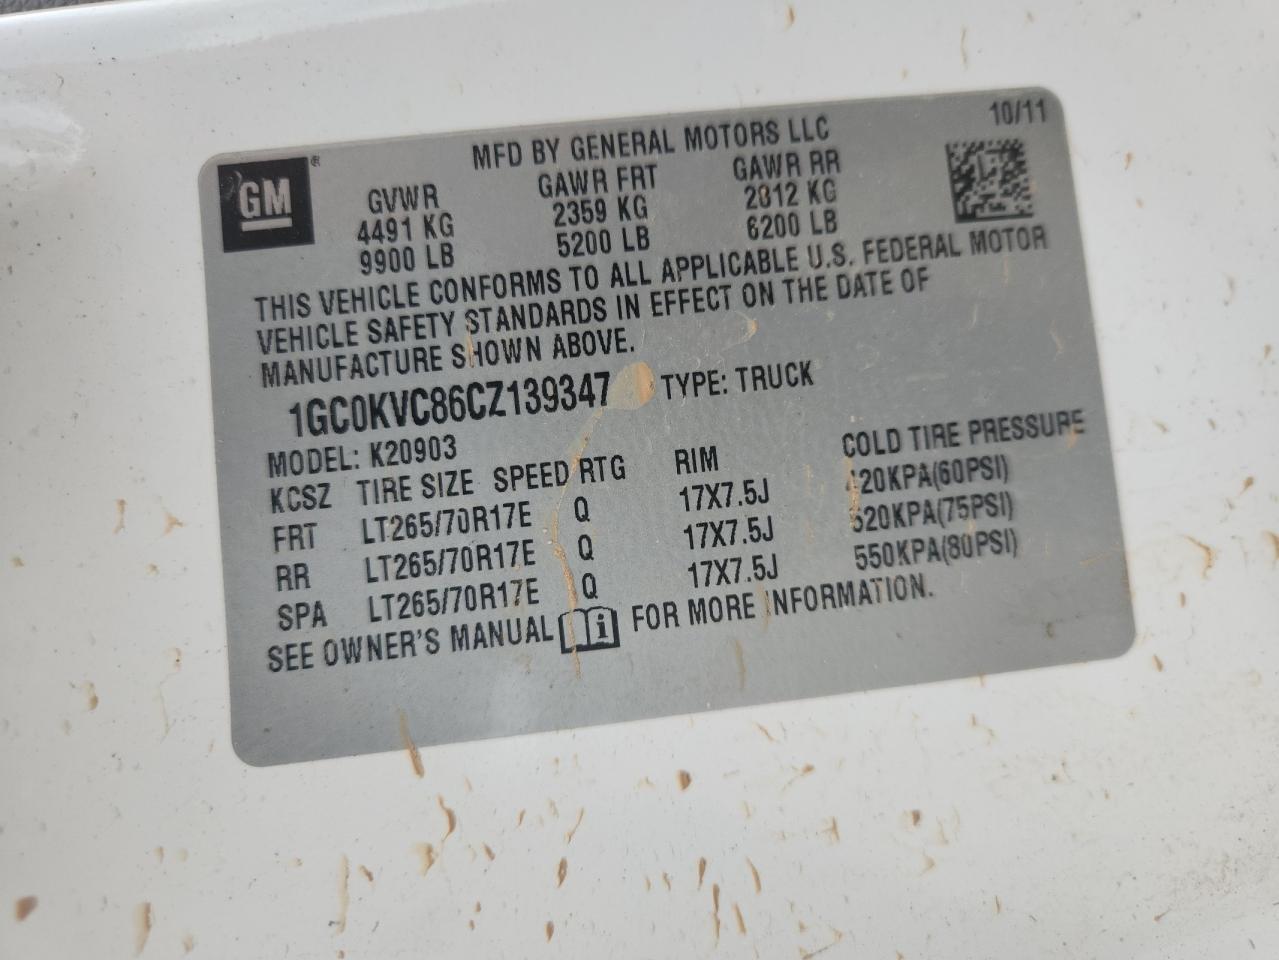 10/11
MFD BY GENERAL MOTORS LLC
GM ®
GVWR GAWR FRT GAWR RR
4491 KG 2359 KG 2812 KG
9900 LB 5200 LB 6200 LB
THIS VEHICLE CONFORMS TO ALL APPLICABLE U.S. FEDERAL MOTOR
VEHICLE SAFETY STANDARDS IN EFFECT ON THE DATE OF
MANUFACTURE SHOWN ABOVE.
1GC0KVC86CZ139347 TYPE: TRUCK
MODEL: K20903
KCSZ TIRE SIZE SPEED RTG RIM COLD TIRE PRESSURE
FRT LT265/70R17E Q 17X7.5J 420KPA(60PSI)
RR LT265/70R17E Q 17X7.5J 520KPA(75PSI)
SPA LT265/70R17E Q 17X7.5J 550KPA(80PSI)
SEE OWNER'S MANUAL i FOR MORE INFORMATION.